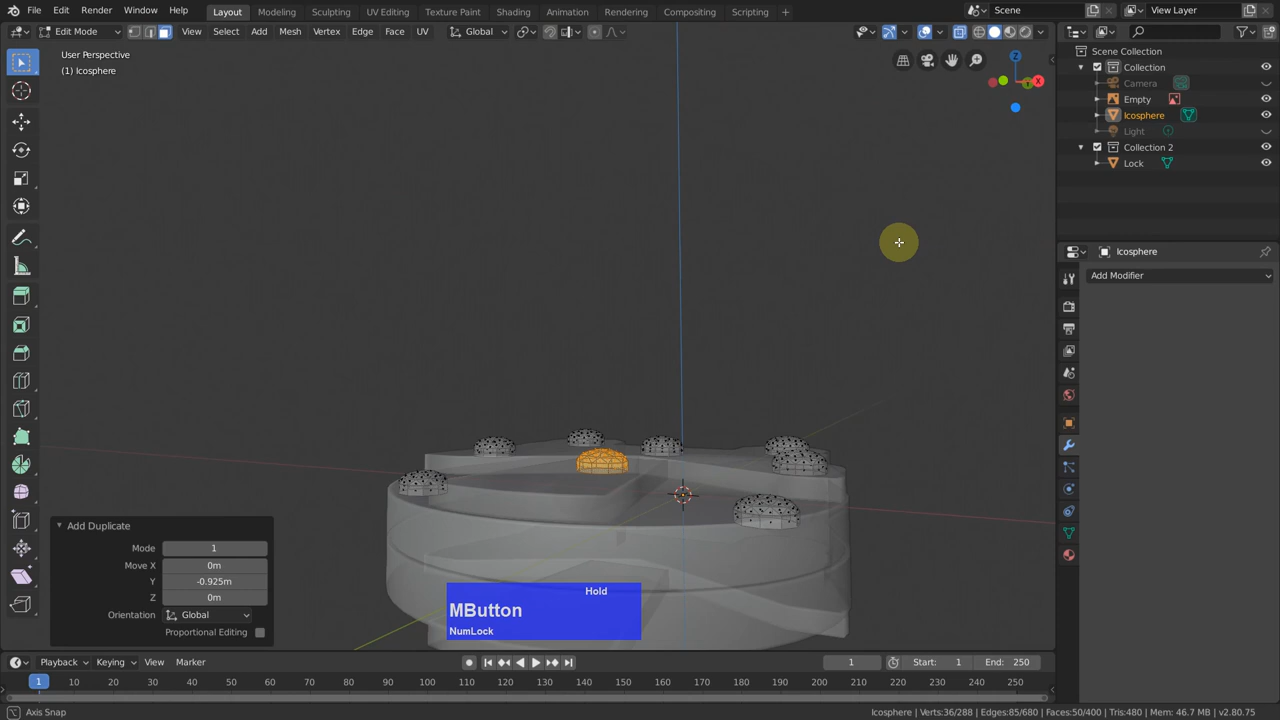 File Edit Render Window Help Layout Modeling Sculpting UV Editing Texture Paint Shading Animation Rendering Compositing Scripting + Scene View Layer
Edit Mode View Select Add Mesh Vertex Edge Face UV Global
User Perspective
(1) Icosphere
Z
X
Y
Scene Collection
Collection
Camera
Empty
Icosphere
Light
Collection 2
Lock
Icosphere
Add Modifier
Add Duplicate
Mode 1
Move X 0m
Y -0.925m
Z 0m
Orientation Global
Proportional Editing
Hold
MButton
NumLock
Playback Keying View Marker 1 Start: 1 End: 250
1 10 20 30 40 50 60 70 80 90 100 110 120 130 140 150 160 170 180 190 200 210 220 230 240 250
Axis Snap Icosphere | Verts:36/288 | Edges:85/680 | Faces:50/400 | Tris:480 | Mem: 46.7 MB | v2.80.75